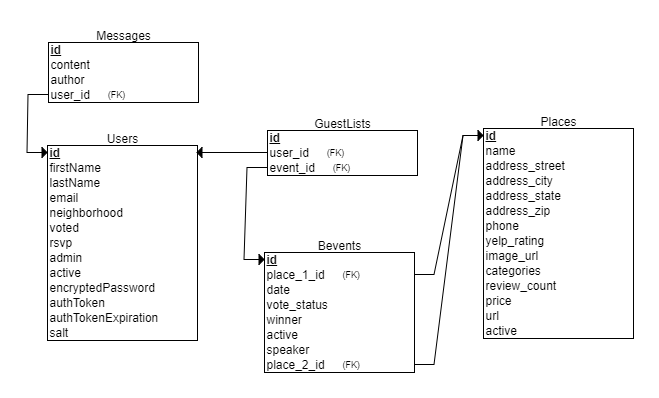 Messages
id
content
author
user_id (FK)
Users
id
firstName
lastName
email
neighborhood
voted
rsvp
admin
active
encryptedPassword
authToken
authTokenExpiration
salt
GuestLists
id
user_id (FK)
event_id (FK)
Bevents
id
place_1_id (FK)
date
vote_status
winner
active
speaker
place_2_id (FK)
Places
id
name
address_street
address_city
address_state
address_zip
phone
yelp_rating
image_url
categories
review_count
price
url
active